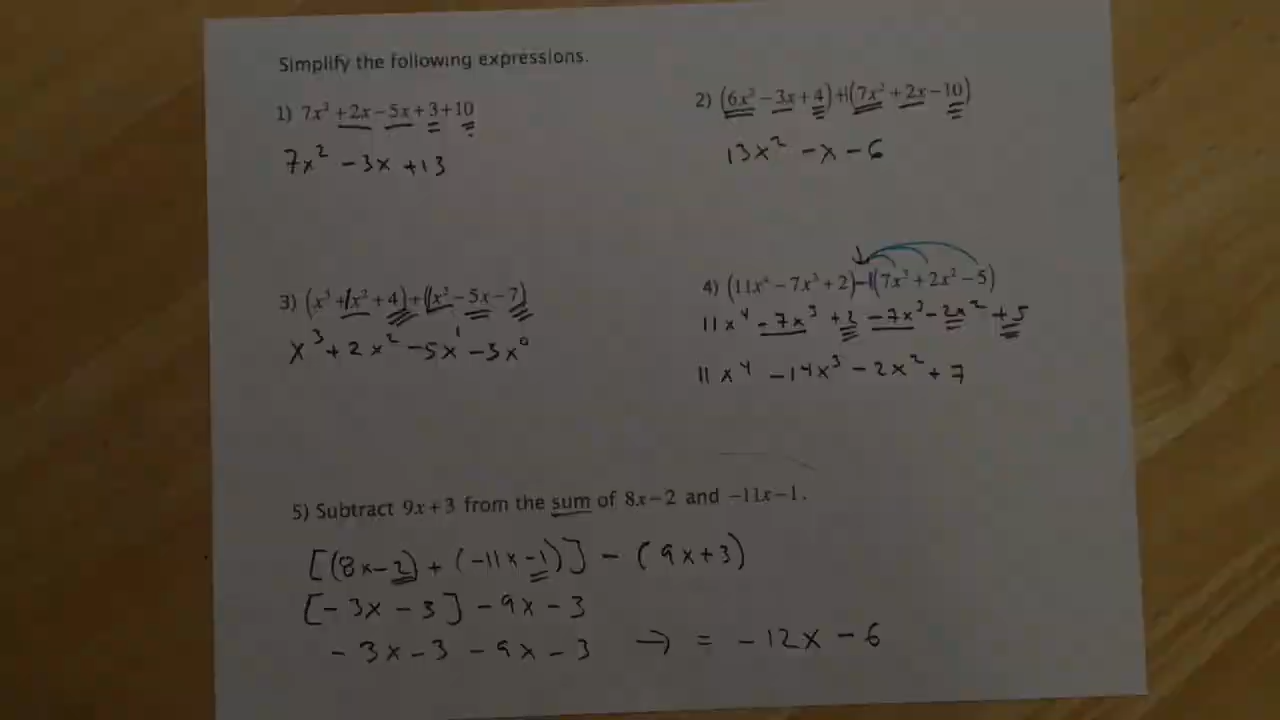 Simplify the following expressions.
1) 7x² + 2x − 5x + 3 + 10
7x² − 3x + 13
2) (6x² − 3x + 4) + 1(7x² + 2x − 10)
13x² − x − 6
3) (x³ + 1x² + 4) + (1x² − 5x − 7)
x³ + 2x² − 5x¹ − 3x⁰
4) (11x⁴ − 7x³ + 2) − 1(7x³ + 2x² − 5)
11x⁴ − 7x³ + 2 − 7x³ − 2x² + 5
11x⁴ − 14x³ − 2x² + 7
5) Subtract 9x + 3 from the sum of 8x − 2 and −11x − 1.
[(8x − 2) + (−11x − 1)] − (9x + 3)
[− 3x − 3] − 9x − 3
− 3x − 3 − 9x − 3 → = − 12x − 6